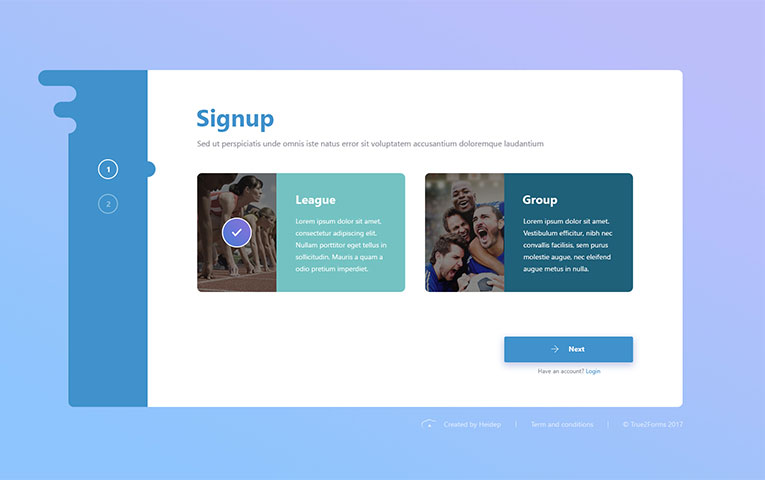 Signup
Sed ut perspiciatis unde omnis iste natus error sit voluptatem accusantium doloremque laudantium
1
2
League
Lorem ipsum dolor sit amet,
consectetur adipiscing elit.
Nullam porttitor eget tellus in
sollicitudin. Mauris a quam a
odio pretium imperdiet.
Group
Lorem ipsum dolor sit amet.
Vestibulum efficitur, nibh nec
convallis facilisis, sem purus
molestie augue, nec eleifend
augue metus in nulla.
Next
Have an account? Login
Created by Heisiep | Term and conditions | © True2Forms 2017